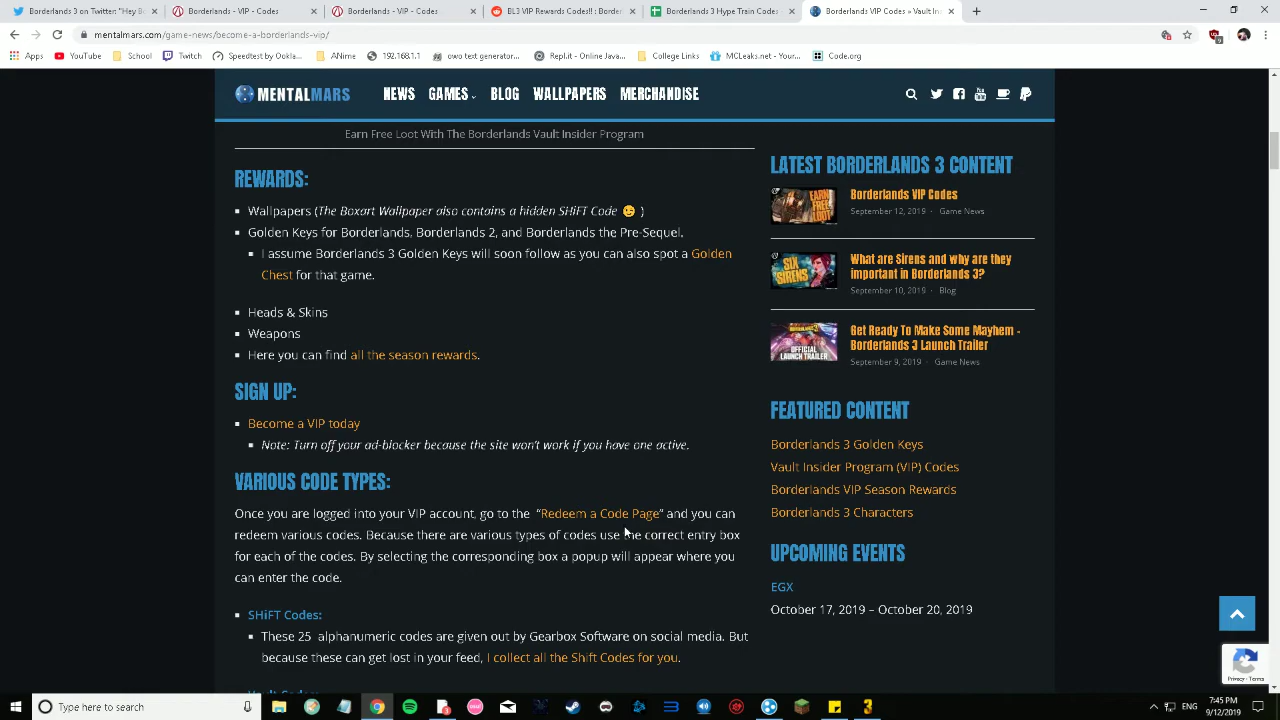 Borderlands 3 on Twitter: "Hey Bo
Borderlands - VIP Codes
Borderlands - VIP Codes
BL3 VIP Rewards Codes! : Border
Borderlands 3 Hype Train Codes
Borderlands VIP Codes - Vault In
mentalmars.com/game-news/become-a-borderlands-vip/
Apps
YouTube
School
Twitch
Speedtest by Ookla...
ANime
192.168.1.1
owo text generator...
Repl.it - Online Java...
College Links
MCLeaks.net - Your...
Code.org
MENTALMARS
NEWS GAMES BLOG WALLPAPERS MERCHANDISE
Earn Free Loot With The Borderlands Vault Insider Program
REWARDS:
Wallpapers (The Boxart Wallpaper also contains a hidden SHiFT Code 😉 )
Golden Keys for Borderlands, Borderlands 2, and Borderlands the Pre-Sequel.
I assume Borderlands 3 Golden Keys will soon follow as you can also spot a Golden
Chest for that game.
Heads & Skins
Weapons
Here you can find all the season rewards.
SIGN UP:
Become a VIP today
Note: Turn off your ad-blocker because the site won't work if you have one active.
VARIOUS CODE TYPES:
Once you are logged into your VIP account, go to the "Redeem a Code Page" and you can
redeem various codes. Because there are various types of codes use the correct entry box
for each of the codes. By selecting the corresponding box a popup will appear where you
can enter the code.
SHiFT Codes:
These 25 alphanumeric codes are given out by Gearbox Software on social media. But
because these can get lost in your feed, I collect all the Shift Codes for you.
Vault Codes:
LATEST BORDERLANDS 3 CONTENT
EARN FREE LOOT
Borderlands VIP Codes
September 12, 2019 · Game News
SIX SIRENS
What are Sirens and why are they
important in Borderlands 3?
September 10, 2019 · Blog
OFFICIAL LAUNCH TRAILER
Get Ready To Make Some Mayhem -
Borderlands 3 Launch Trailer
September 9, 2019 · Game News
FEATURED CONTENT
Borderlands 3 Golden Keys
Vault Insider Program (VIP) Codes
Borderlands VIP Season Rewards
Borderlands 3 Characters
UPCOMING EVENTS
EGX
October 17, 2019 – October 20, 2019
Privacy - Terms
Type here to search
ENG
7:45 PM
9/12/2019